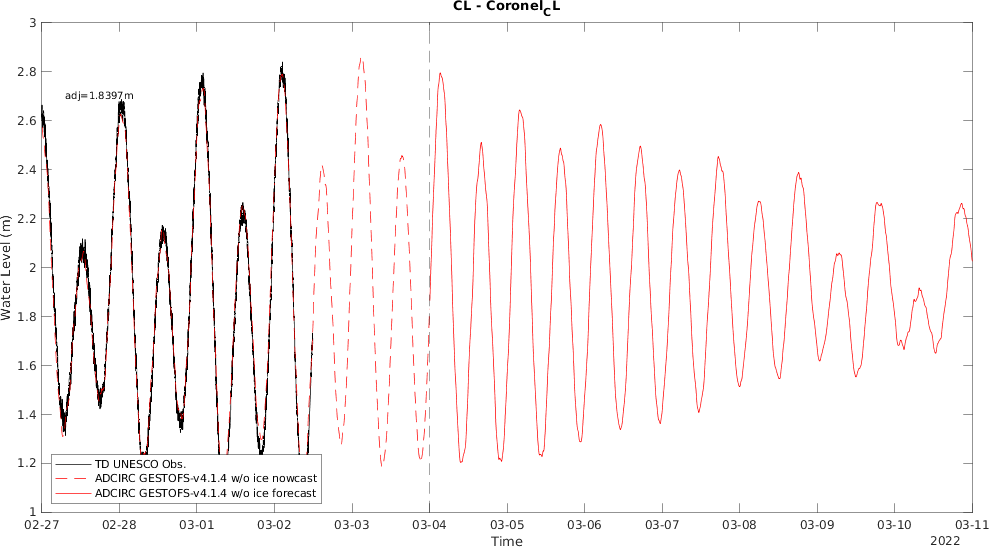 CL - Coronel_CL
3
2.8
2.6
2.4
2.2
2
1.8
1.6
1.4
1.2
1
Water Level (m)
adj=1.8397m
TD UNESCO Obs.
ADCIRC GESTOFS-v4.1.4 w/o ice nowcast
ADCIRC GESTOFS-v4.1.4 w/o ice forecast
02-27 02-28 03-01 03-02 03-03 03-04 03-05 03-06 03-07 03-08 03-09 03-10 03-11
Time
2022